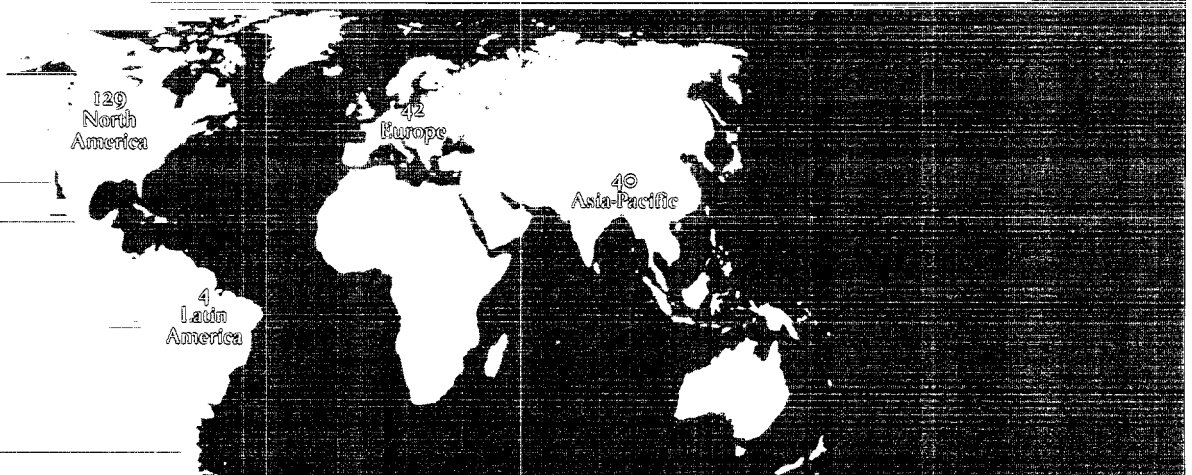 129
North
America
42
Europe
40
Asia-Pacific
4
Latin
America